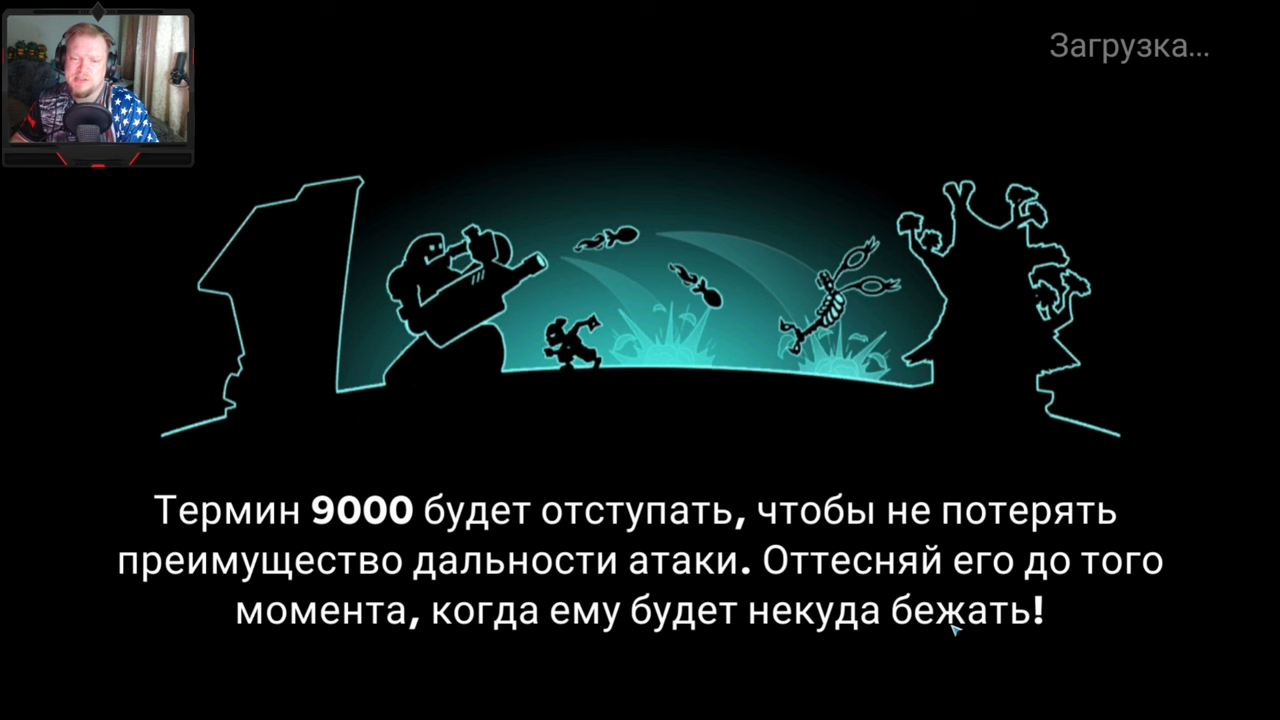 Загрузка...
Термин 9000 будет отступать, чтобы не потерять
преимущество дальности атаки. Оттесняй его до того
момента, когда ему будет некуда бежать!